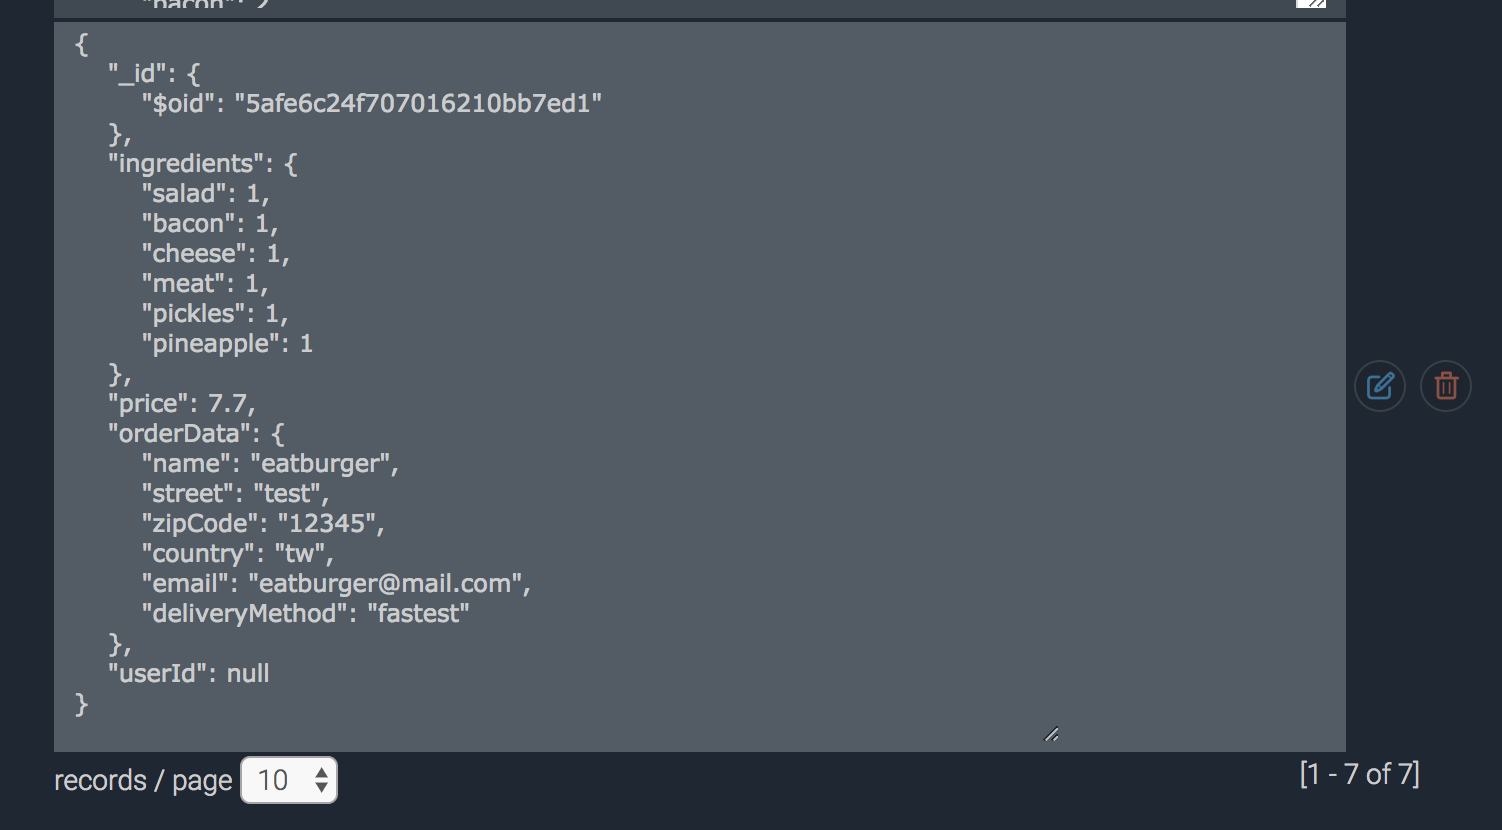 "bacon": 2
{
"_id": {
"$oid": "5afe6c24f707016210bb7ed1"
},
"ingredients": {
"salad": 1,
"bacon": 1,
"cheese": 1,
"meat": 1,
"pickles": 1,
"pineapple": 1
},
"price": 7.7,
"orderData": {
"name": "eatburger",
"street": "test",
"zipCode": "12345",
"country": "tw",
"email": "eatburger@mail.com",
"deliveryMethod": "fastest"
},
"userId": null
}
records / page 10
[1 - 7 of 7]